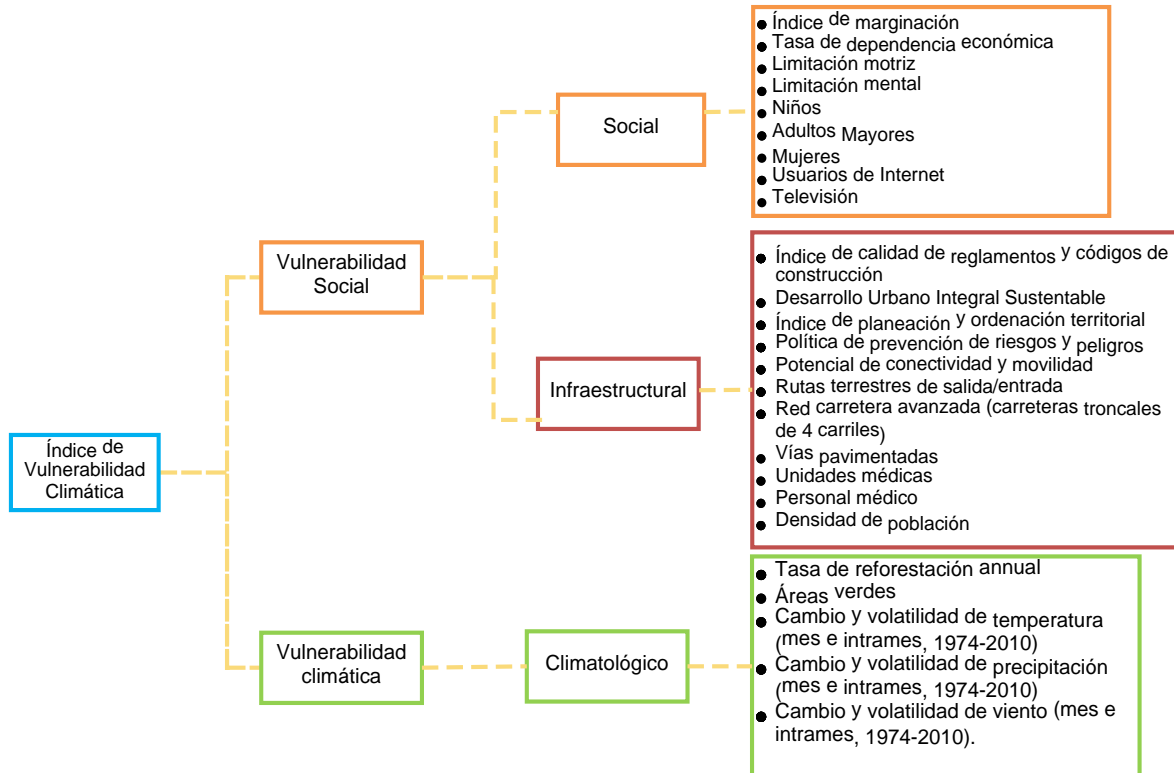 Índice de
Vulnerabilidad
Climática
Vulnerabilidad
Social
Social
● Índice de marginación
● Tasa de dependencia económica
● Limitación motriz
● Limitación mental
● Niños
● Adultos Mayores
● Mujeres
● Usuarios de Internet
● Televisión
Infraestructural
● Índice de calidad de reglamentos y códigos de
construcción
● Desarrollo Urbano Integral Sustentable
● Índice de planeación y ordenación territorial
● Política de prevención de riesgos y peligros
● Potencial de conectividad y movilidad
● Rutas terrestres de salida/entrada
● Red carretera avanzada (carreteras troncales
de 4 carriles)
● Vías pavimentadas
● Unidades médicas
● Personal médico
● Densidad de población
Vulnerabilidad
climática
Climatológico
● Tasa de reforestación annual
● Áreas verdes
● Cambio y volatilidad de temperatura
(mes e intrames, 1974-2010)
● Cambio y volatilidad de precipitación
(mes e intrames, 1974-2010)
● Cambio y volatilidad de viento (mes e
intrames, 1974-2010).